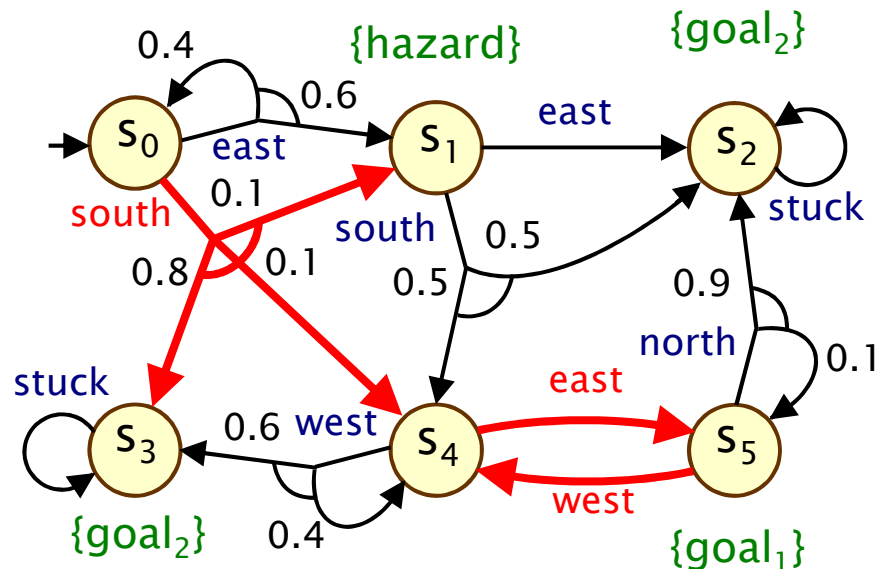 {goal₂}
{hazard}
0.4
0.6
east
s₀
east
s₁
s₂
0.1
south
south
0.5
stuck
0.8
0.1
0.5
0.9
north
0.1
stuck
east
0.6
west
s₃
s₄
s₅
west
0.4
{goal₂}
{goal₁}